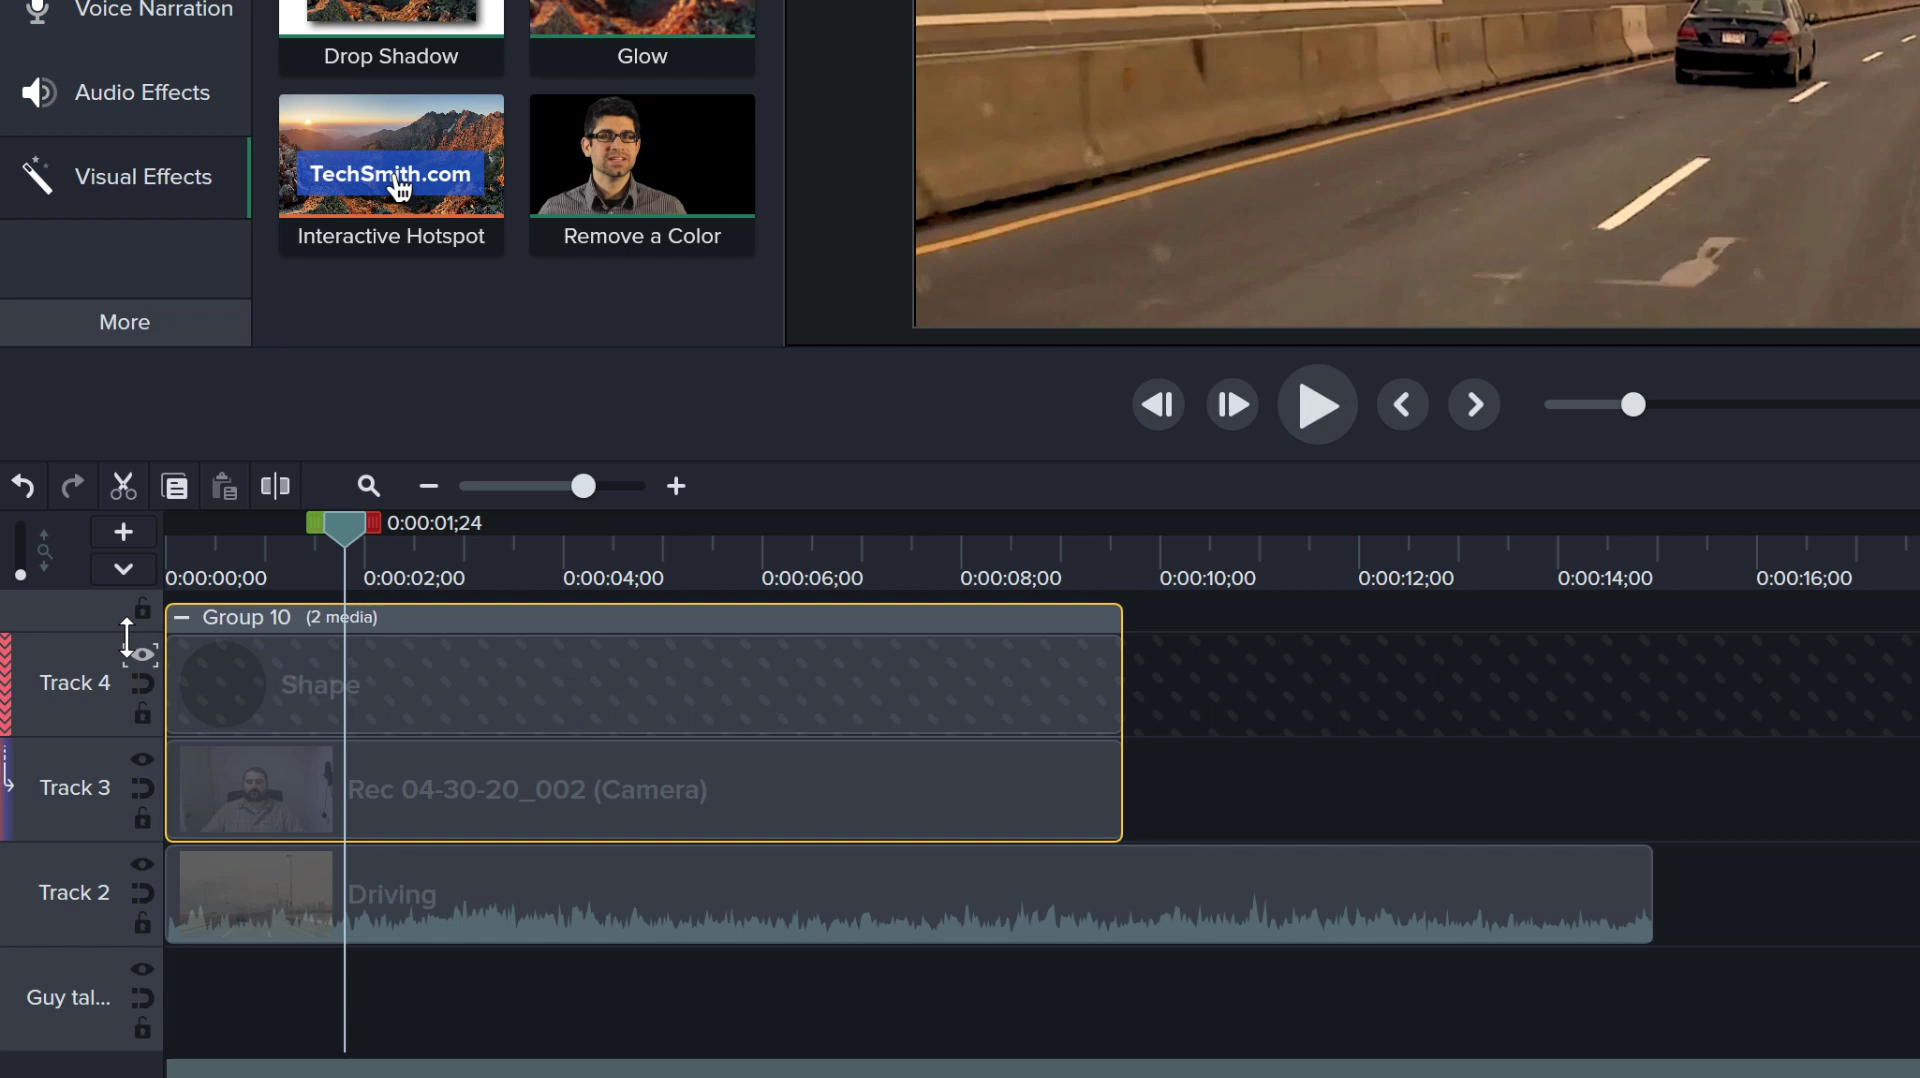 Voice Narration
Drop Shadow
Glow
Audio Effects
Visual Effects
TechSmith.com
Interactive Hotspot
Remove a Color
More
0:00:01;24
0:00:00;00
0:00:02;00
0:00:04;00
0:00:06;00
0:00:08;00
0:00:10;00
0:00:12;00
0:00:14;00
0:00:16;00
Group 10 (2 media)
Track 4
Shape
Track 3
Rec 04-30-20_002 (Camera)
Track 2
Driving
Guy tal...